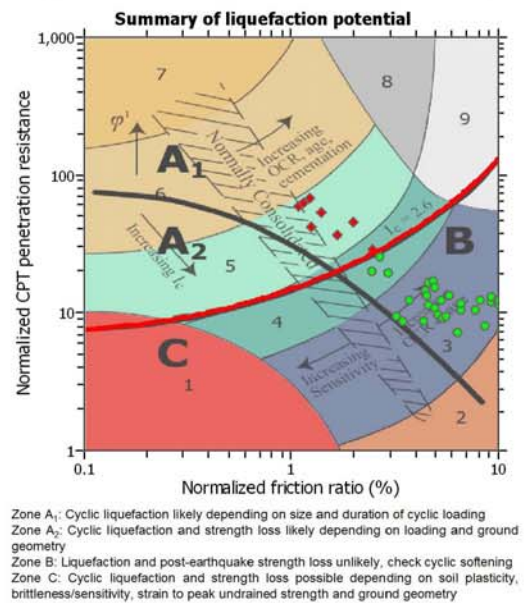 Summary of liquefaction potential
1,000
100
10
1
Normalized CPT penetration resistance
7
8
9
φ'
A1
Increasing
OCR, age,
cementation
Normally Consolidated
6
A2
Increasing Ic
5
Ic = 2.6
B
4
C
3
1
Increasing
Sensitivity
2
0.1
1
10
Normalized friction ratio (%)
Zone A1: Cyclic liquefaction likely depending on size and duration of cyclic loading
Zone A2: Cyclic liquefaction and strength loss likely depending on loading and ground
geometry
Zone B: Liquefaction and post-earthquake strength loss unlikely, check cyclic softening
Zone C: Cyclic liquefaction and strength loss possible depending on soil plasticity,
brittleness/sensitivity, strain to peak undrained strength and ground geometry